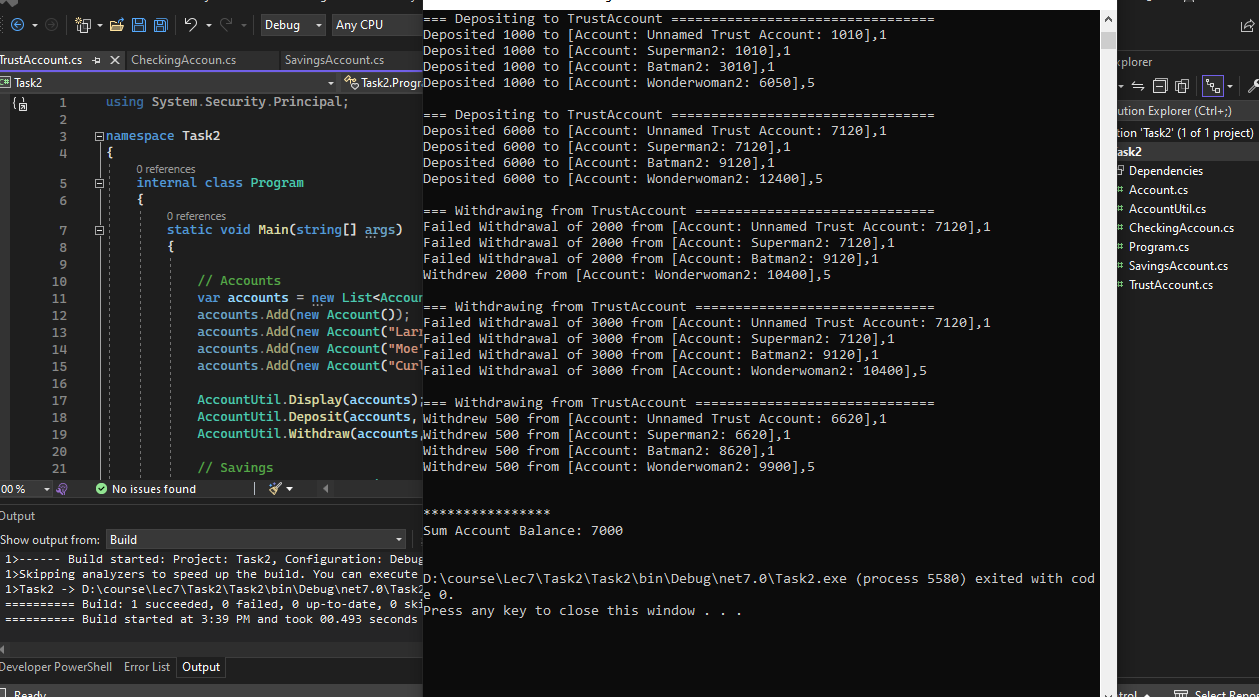 Debug
Any CPU
TrustAccount.cs
CheckingAccoun.cs
SavingsAccount.cs
Task2
Task2.Progr
1 using System.Security.Principal;
2
3 namespace Task2
4 {
0 references
5 internal class Program
6 {
0 references
7 static void Main(string[] args)
8 {
9
10 // Accounts
11 var accounts = new List<Accoun
12 accounts.Add(new Account());
13 accounts.Add(new Account("Larr
14 accounts.Add(new Account("Moe"
15 accounts.Add(new Account("Curl
16
17 AccountUtil.Display(accounts);
18 AccountUtil.Deposit(accounts,
19 AccountUtil.Withdraw(accounts,
20
21 // Savings
00 %
No issues found
Output
Show output from: Build
1>------ Build started: Project: Task2, Configuration: Debug
1>Skipping analyzers to speed up the build. You can execute
1>Task2 -> D:\course\Lec7\Task2\Task2\bin\Debug\net7.0\Task2
========== Build: 1 succeeded, 0 failed, 0 up-to-date, 0 ski
========== Build started at 3:39 PM and took 00.493 seconds
Developer PowerShell
Error List
Output
Ready
=== Depositing to TrustAccount =================================
Deposited 1000 to [Account: Unnamed Trust Account: 1010],1
Deposited 1000 to [Account: Superman2: 1010],1
Deposited 1000 to [Account: Batman2: 3010],1
Deposited 1000 to [Account: Wonderwoman2: 6050],5
=== Depositing to TrustAccount =================================
Deposited 6000 to [Account: Unnamed Trust Account: 7120],1
Deposited 6000 to [Account: Superman2: 7120],1
Deposited 6000 to [Account: Batman2: 9120],1
Deposited 6000 to [Account: Wonderwoman2: 12400],5
=== Withdrawing from TrustAccount ==============================
Failed Withdrawal of 2000 from [Account: Unnamed Trust Account: 7120],1
Failed Withdrawal of 2000 from [Account: Superman2: 7120],1
Failed Withdrawal of 2000 from [Account: Batman2: 9120],1
Withdrew 2000 from [Account: Wonderwoman2: 10400],5
=== Withdrawing from TrustAccount ==============================
Failed Withdrawal of 3000 from [Account: Unnamed Trust Account: 7120],1
Failed Withdrawal of 3000 from [Account: Superman2: 7120],1
Failed Withdrawal of 3000 from [Account: Batman2: 9120],1
Failed Withdrawal of 3000 from [Account: Wonderwoman2: 10400],5
=== Withdrawing from TrustAccount ==============================
Withdrew 500 from [Account: Unnamed Trust Account: 6620],1
Withdrew 500 from [Account: Superman2: 6620],1
Withdrew 500 from [Account: Batman2: 8620],1
Withdrew 500 from [Account: Wonderwoman2: 9900],5
****************
Sum Account Balance: 7000
D:\course\Lec7\Task2\Task2\bin\Debug\net7.0\Task2.exe (process 5580) exited with cod
e 0.
Press any key to close this window . . .
xplorer
ution Explorer (Ctrl+;)
tion 'Task2' (1 of 1 project)
ask2
Dependencies
Account.cs
AccountUtil.cs
CheckingAccoun.cs
Program.cs
SavingsAccount.cs
TrustAccount.cs
trol
Select Repo